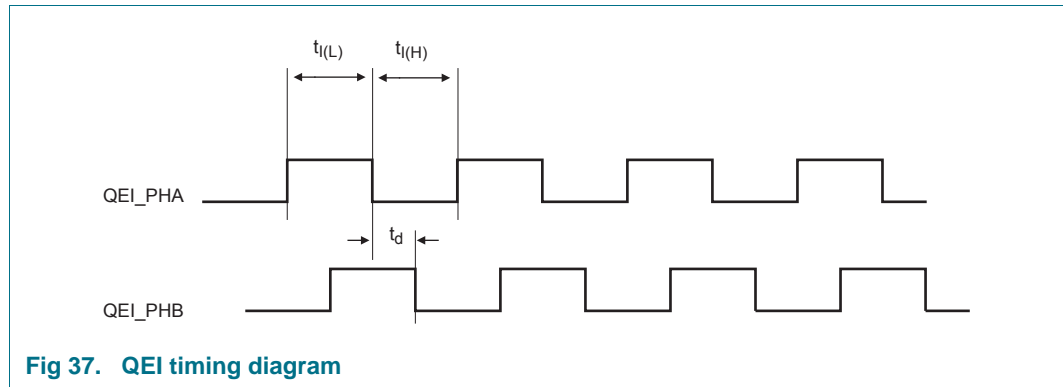 tI(L) tI(H)
QEI_PHA
td
QEI_PHB
Fig 37. QEI timing diagram